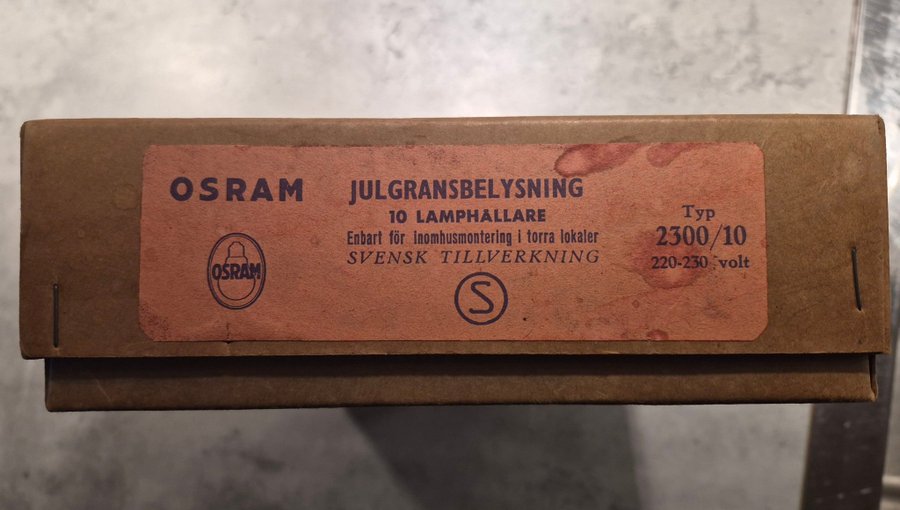 OSRAM
JULGRANSBELYSNING
10 LAMPHÅLLARE
Enbart för inomhusmontering i torra lokaler
SVENSK TILLVERKNING
S
OSRAM
Typ
2300/10
220-230 volt